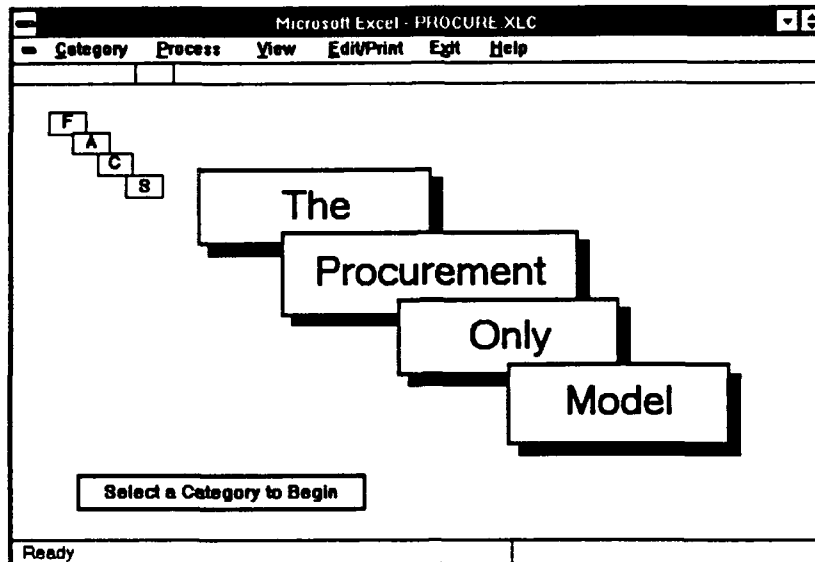 Microsoft Excel - PROCURE.XLC
Category Process View Edit/Print Exit Help
F
A
C
S
The
Procurement
Only
Model
Select a Category to Begin
Ready